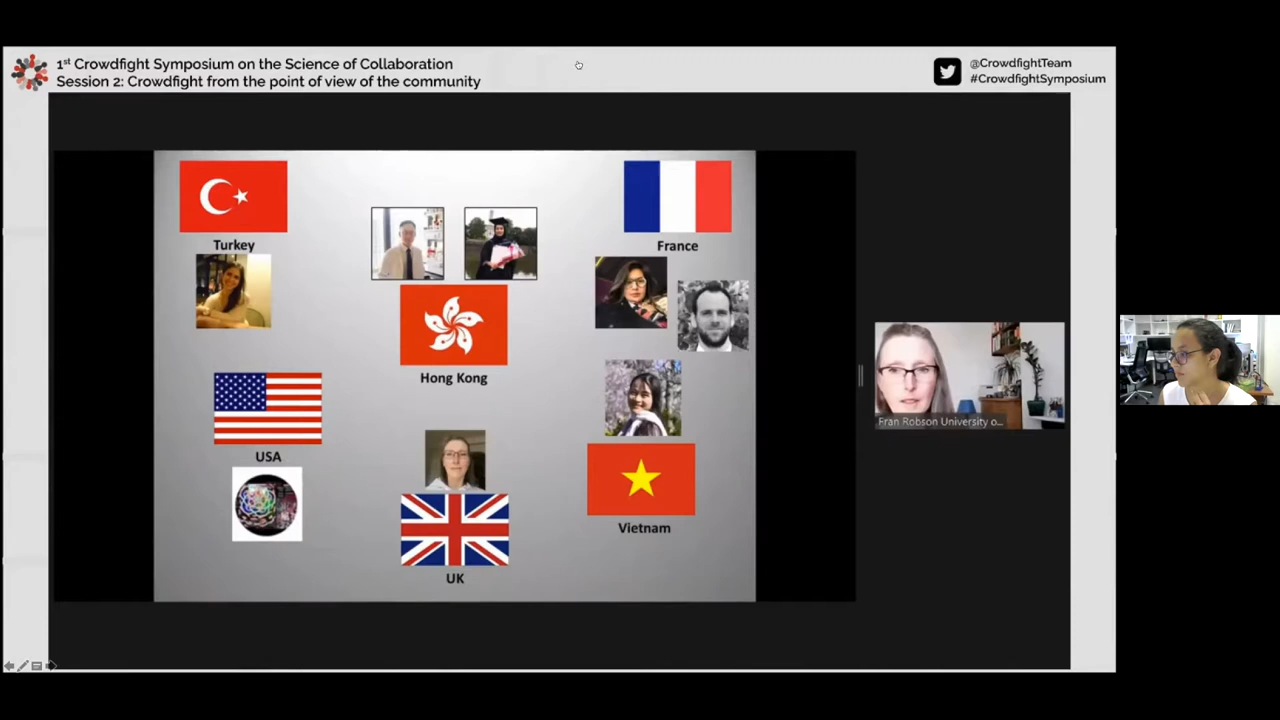 1st Crowdfight Symposium on the Science of Collaboration
Session 2: Crowdfight from the point of view of the community
@CrowdfightTeam
#CrowdfightSymposium
Turkey
France
Hong Kong
USA
Vietnam
UK
Fran Robson University o...